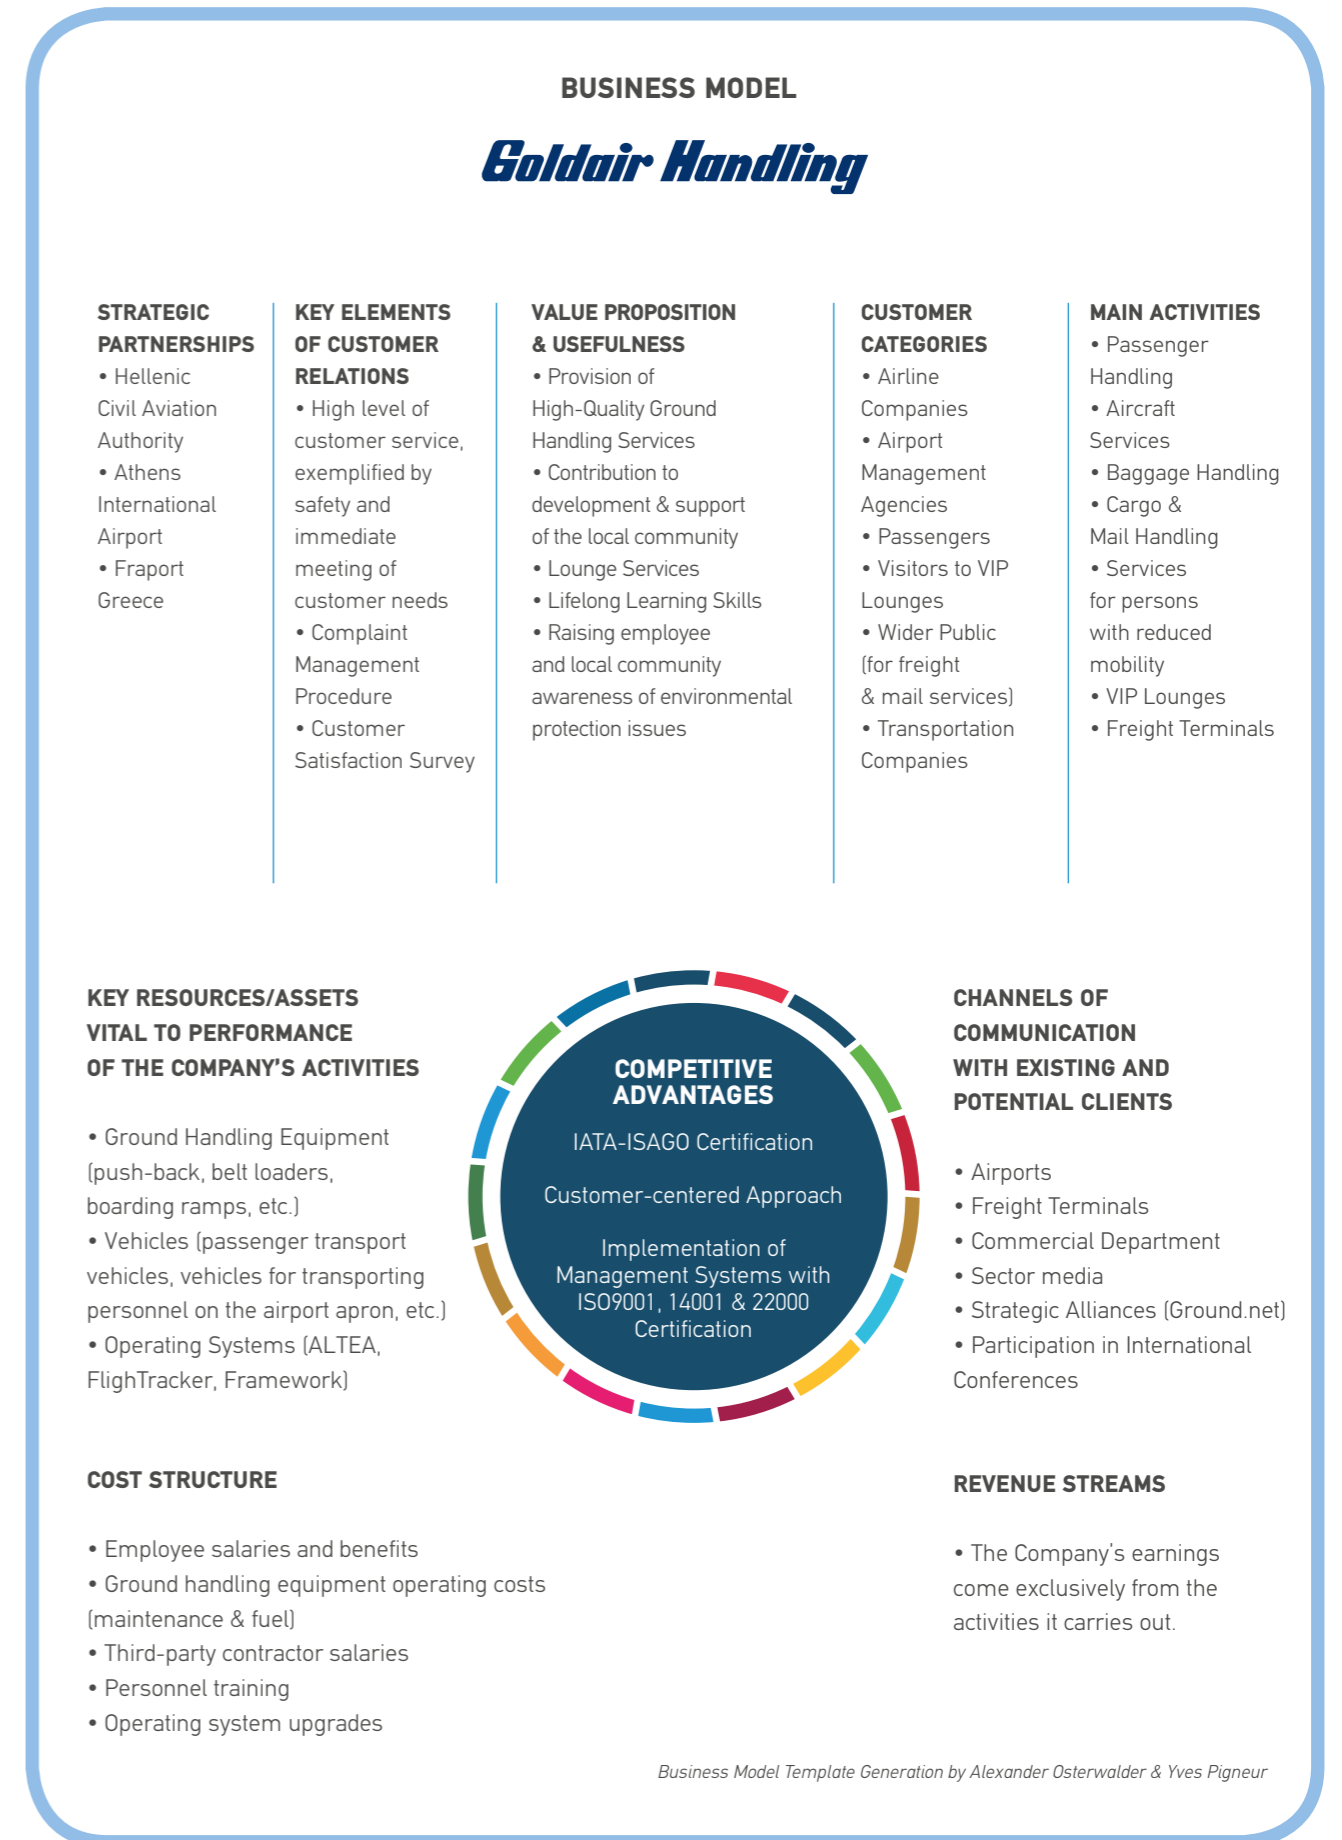 BUSINESS MODEL
Goldair Handling
STRATEGIC
PARTNERSHIPS
• Hellenic
Civil Aviation
Authority
• Athens
International
Airport
• Fraport
Greece
KEY ELEMENTS
OF CUSTOMER
RELATIONS
• High level of
customer service,
exemplified by
safety and
immediate
meeting of
customer needs
• Complaint
Management
Procedure
• Customer
Satisfaction Survey
VALUE PROPOSITION
& USEFULNESS
• Provision of
High-Quality Ground
Handling Services
• Contribution to
development & support
of the local community
• Lounge Services
• Lifelong Learning Skills
• Raising employee
and local community
awareness of environmental
protection issues
CUSTOMER
CATEGORIES
• Airline
Companies
• Airport
Management
Agencies
• Passengers
• Visitors to VIP
Lounges
• Wider Public
(for freight
& mail services)
• Transportation
Companies
MAIN ACTIVITIES
• Passenger
Handling
• Aircraft
Services
• Baggage Handling
• Cargo &
Mail Handling
• Services
for persons
with reduced
mobility
• VIP Lounges
• Freight Terminals
KEY RESOURCES/ASSETS
VITAL TO PERFORMANCE
OF THE COMPANY'S ACTIVITIES
• Ground Handling Equipment
(push-back, belt loaders,
boarding ramps, etc.)
• Vehicles (passenger transport
vehicles, vehicles for transporting
personnel on the airport apron, etc.)
• Operating Systems (ALTEA,
FlighTracker, Framework)
COMPETITIVE
ADVANTAGES
IATA-ISAGO Certification
Customer-centered Approach
Implementation of
Management Systems with
ISO9001, 14001 & 22000
Certification
CHANNELS OF
COMMUNICATION
WITH EXISTING AND
POTENTIAL CLIENTS
• Airports
• Freight Terminals
• Commercial Department
• Sector media
• Strategic Alliances (Ground.net)
• Participation in International
Conferences
COST STRUCTURE
• Employee salaries and benefits
• Ground handling equipment operating costs
(maintenance & fuel)
• Third-party contractor salaries
• Personnel training
• Operating system upgrades
REVENUE STREAMS
• The Company's earnings
come exclusively from the
activities it carries out.
Business Model Template Generation by Alexander Osterwalder & Yves Pigneur